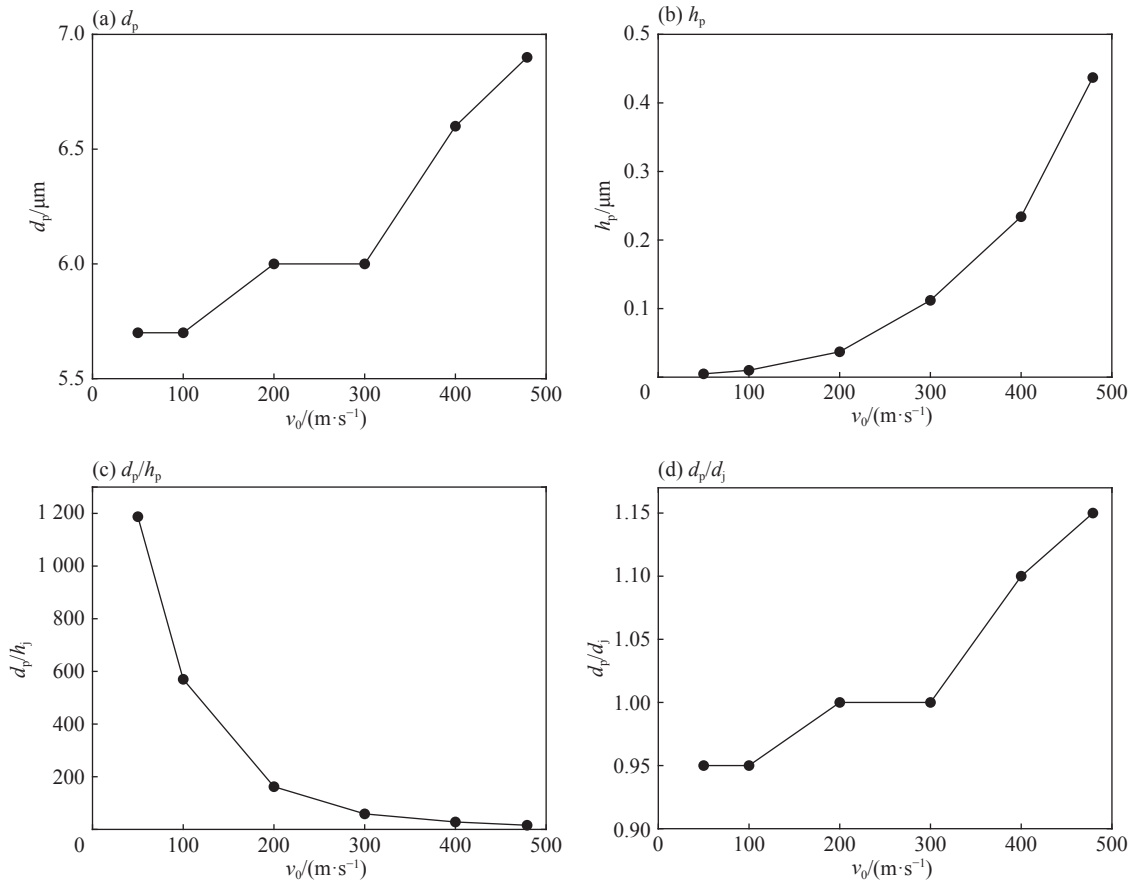 (a) dₚ
7.0
6.5
6.0
5.5
dₚ/μm
0 100 200 300 400 500
v₀/(m·s⁻¹)
(b) hₚ
0.5
0.4
0.3
0.2
0.1
hₚ/μm
0 100 200 300 400 500
v₀/(m·s⁻¹)
(c) dₚ/hₚ
1 200
1 000
800
600
400
200
dₚ/hⱼ
0 100 200 300 400 500
v₀/(m·s⁻¹)
(d) dₚ/dⱼ
1.15
1.10
1.05
1.00
0.95
0.90
dₚ/dⱼ
0 100 200 300 400 500
v₀/(m·s⁻¹)